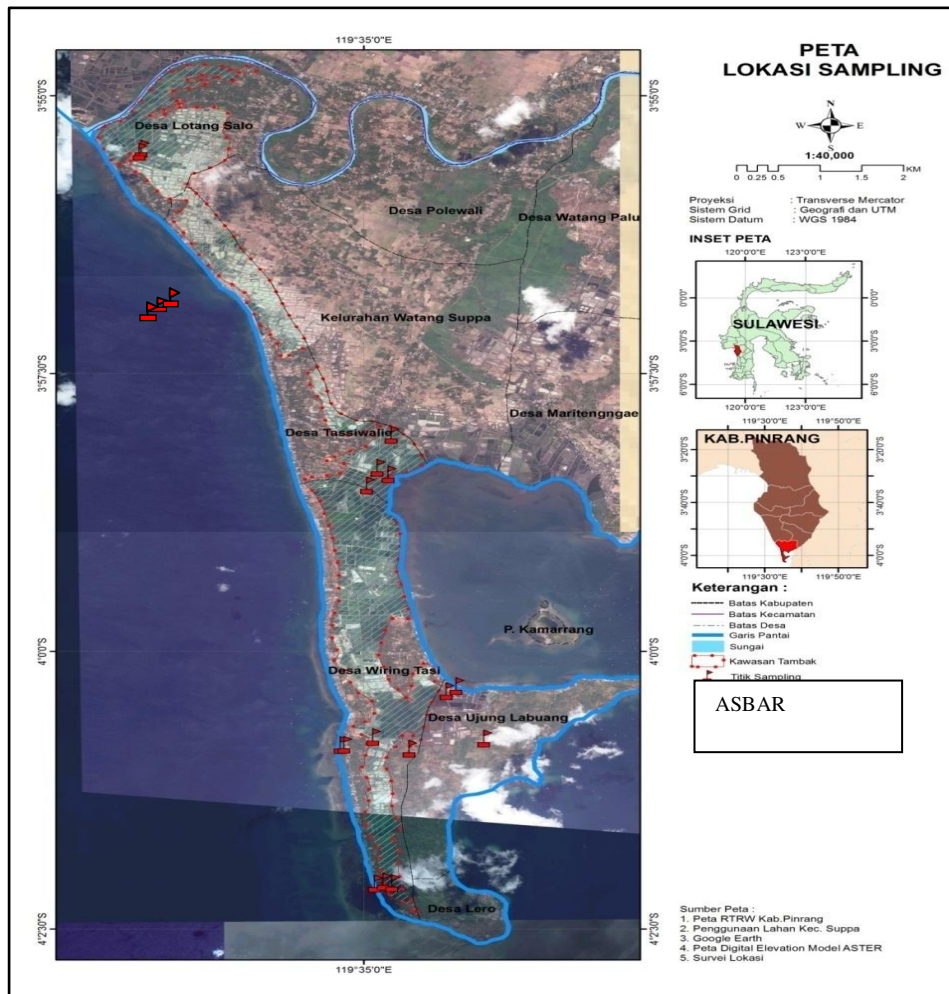 PETA
LOKASI SAMPLING
N
W E
S
1:40,000
0 0.25 0.5 1 1.5 2 KM
Proyeksi : Transverse Mercator
Sistem Grid : Geografi dan UTM
Sistem Datum : WGS 1984
INSET PETA
120°0'0"E 123°0'0"E
0°0'0"
3°0'0"S
6°0'0"S
SULAWESI
0°0'0"
3°0'0"S
6°0'0"S
120°0'0"E 123°0'0"E
119°30'0"E 119°50'0"E
KAB.PINRANG
3°20'0"S
3°40'0"S
4°0'0"S
3°20'0"S
3°40'0"S
4°0'0"S
119°30'0"E 119°50'0"E
Keterangan :
Batas Kabupaten
Batas Kecamatan
Batas Desa
Garis Pantai
Sungai
Kawasan Tambak
Titik Sampling
ASBAR
Sumber Peta :
1. Peta RTRW Kab.Pinrang
2. Penggunaan Lahan Kec. Suppa
3. Google Earth
4. Peta Digital Elevation Model ASTER
5. Survei Lokasi
119°35'0"E
3°55'0"S
3°55'0"S
Desa Lotang Salo
Desa Polewali
Desa Watang Palu
Kelurahan Watang Suppa
3°57'30"S
3°57'30"S
Desa Maritengngae
Desa Tassiwalie
P. Kamarrang
4°0'0"S
4°0'0"S
Desa Wiring Tasi
Desa Ujung Labuang
Desa Lero
4°2'30"S
4°2'30"S
119°35'0"E